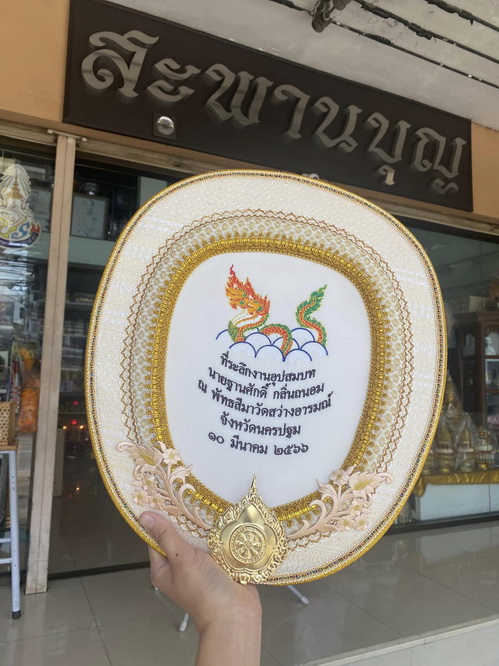 สะพานบุญ
ที่ระลึกงานอุปสมบท
นายฐานศักดิ์ กลิ่นถนอม
ณ พัทธสีมาวัดสว่างอารมณ์
จังหวัดนครปฐม
๑๐ มีนาคม ๒๕๖๖